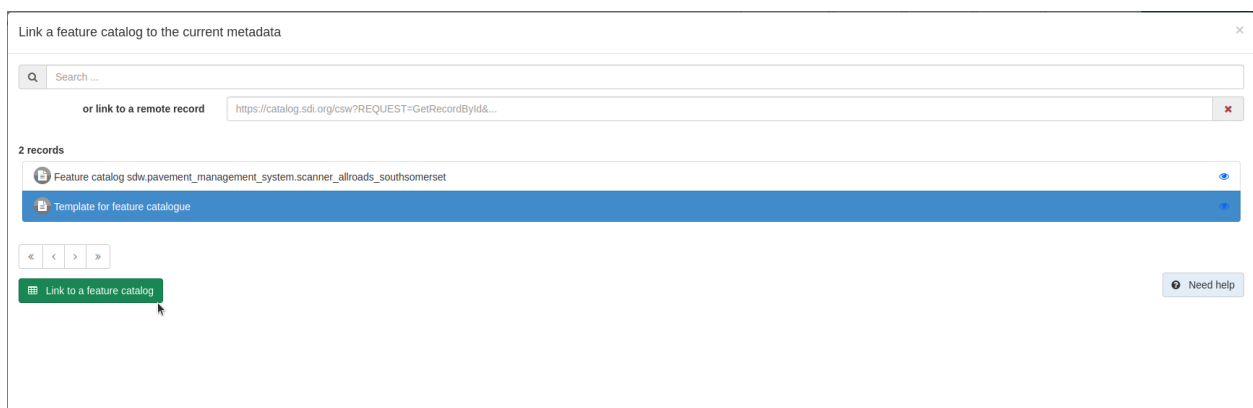 Link a feature catalog to the current metadata
×
Search ...
or link to a remote record
https://catalog.sdi.org/csw?REQUEST=GetRecordById&...
2 records
Feature catalog sdw.pavement_management_system.scanner_allroads_southsomerset
Template for feature catalogue
« < > »
Link to a feature catalog
Need help